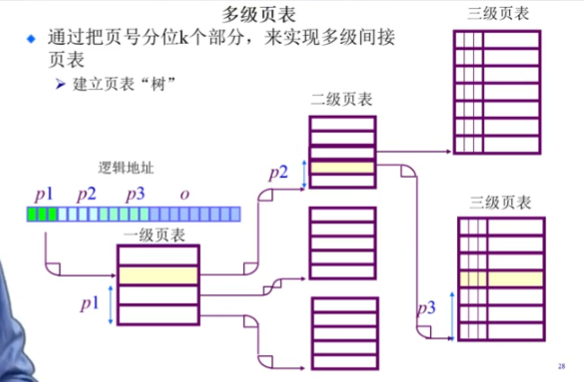 多级页表
通过把页号分位k个部分，来实现多级间接
页表
建立页表“树”
三级页表
二级页表
逻辑地址
p1 p2 p3 o
p2
一级页表
三级页表
p1
p3
28